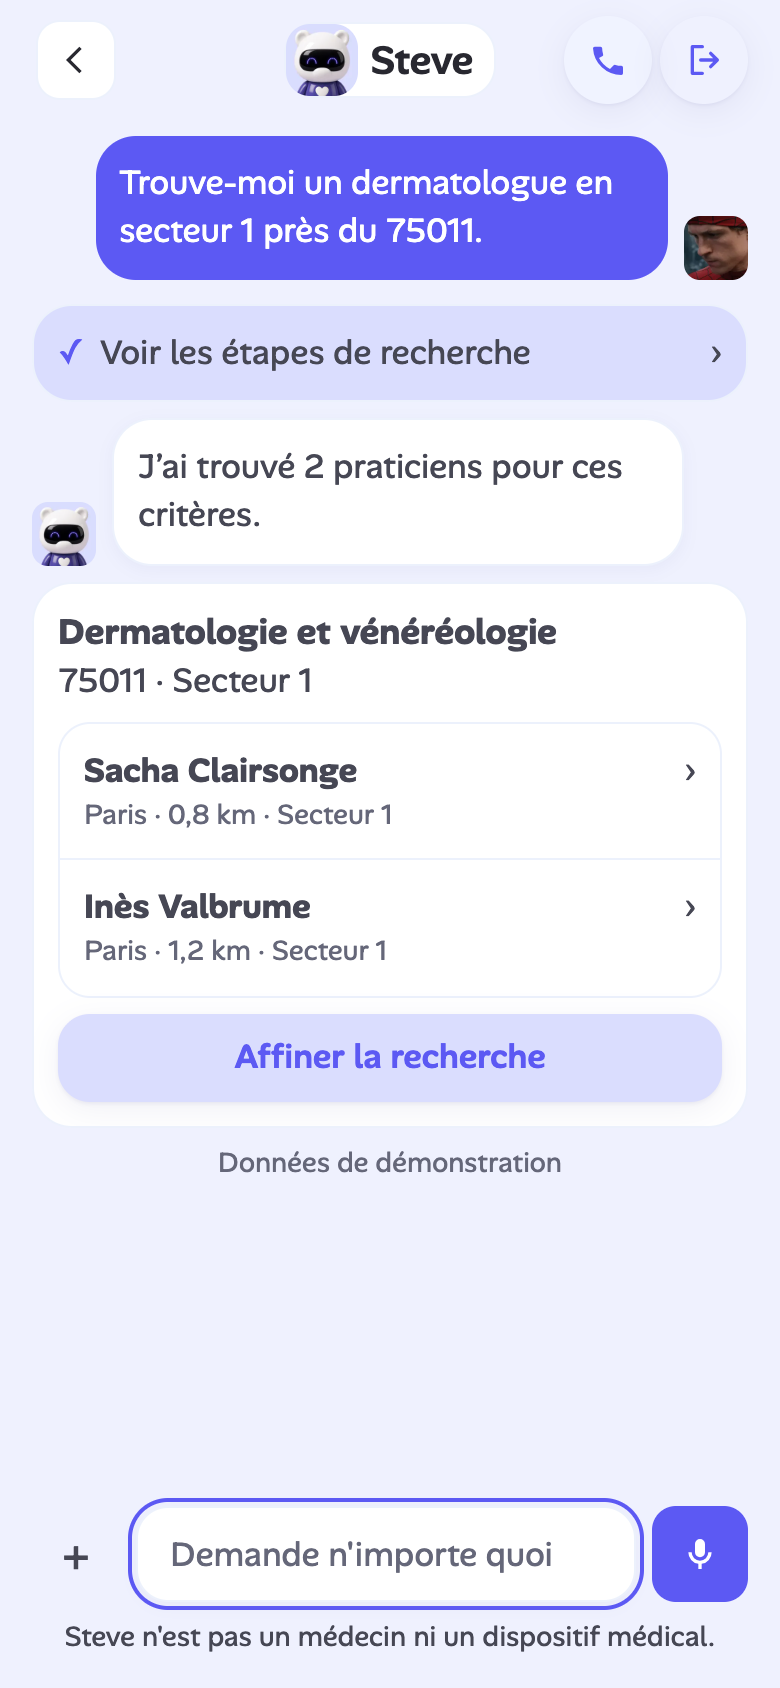 Steve
Trouve-moi un dermatologue en
secteur 1 près du 75011.
✓ Voir les étapes de recherche ›
J’ai trouvé 2 praticiens pour ces
critères.
Dermatologie et vénéréologie
75011 · Secteur 1
Sacha Clairsonge ›
Paris · 0,8 km · Secteur 1
Inès Valbrume ›
Paris · 1,2 km · Secteur 1
Affiner la recherche
Données de démonstration
+ Demande n'importe quoi
Steve n'est pas un médecin ni un dispositif médical.